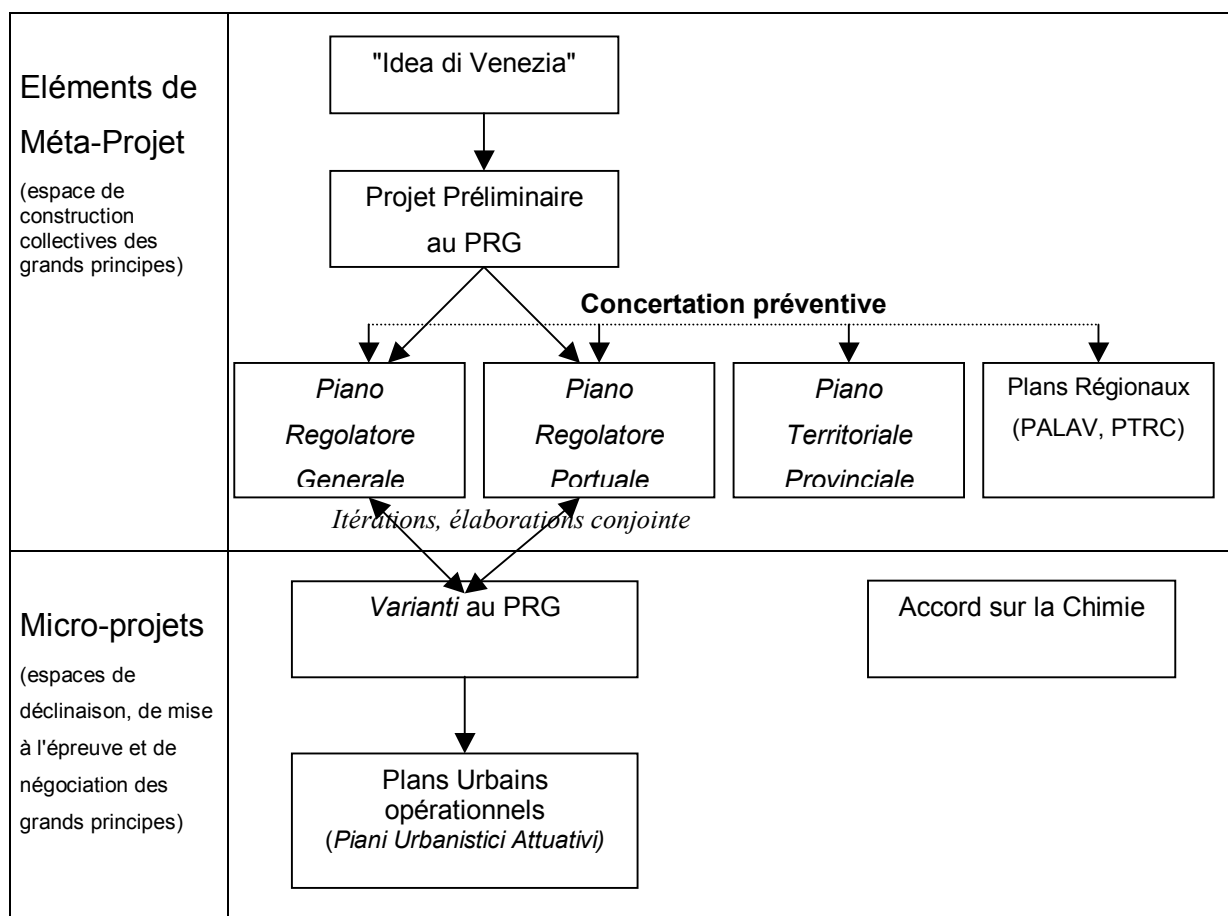 Eléments de
Méta-Projet
(espace de
construction
collectives des
grands principes)
"Idea di Venezia"
Projet Préliminaire
au PRG
Concertation préventive
Piano
Regolatore
Generale
Piano
Regolatore
Portuale
Piano
Territoriale
Provinciale
Plans Régionaux
(PALAV, PTRC)
Itérations, élaborations conjointe
Micro-projets
(espaces de
déclinaison, de mise
à l'épreuve et de
négociation des
grands principes)
Varianti au PRG
Accord sur la Chimie
Plans Urbains
opérationnels
(Piani Urbanistici Attuativi)